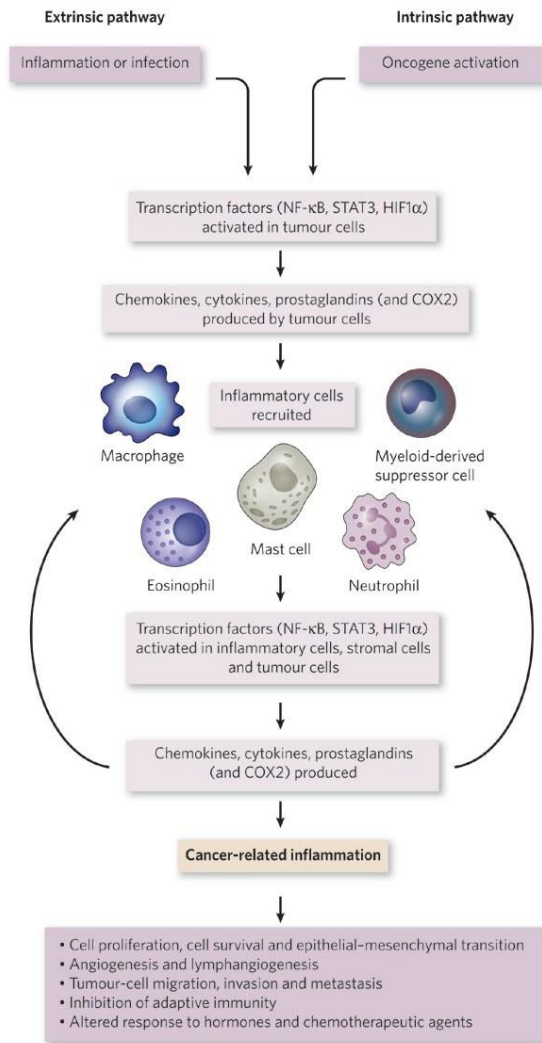 Extrinsic pathway
Intrinsic pathway
Inflammation or infection
Oncogene activation
Transcription factors (NF-κB, STAT3, HIF1α)
activated in tumour cells
Chemokines, cytokines, prostaglandins (and COX2)
produced by tumour cells
Inflammatory cells
recruited
Macrophage
Myeloid-derived
suppressor cell
Mast cell
Eosinophil
Neutrophil
Transcription factors (NF-κB, STAT3, HIF1α)
activated in inflammatory cells, stromal cells
and tumour cells
Chemokines, cytokines, prostaglandins
(and COX2) produced
Cancer-related inflammation
• Cell proliferation, cell survival and epithelial–mesenchymal transition
• Angiogenesis and lymphangiogenesis
• Tumour-cell migration, invasion and metastasis
• Inhibition of adaptive immunity
• Altered response to hormones and chemotherapeutic agents